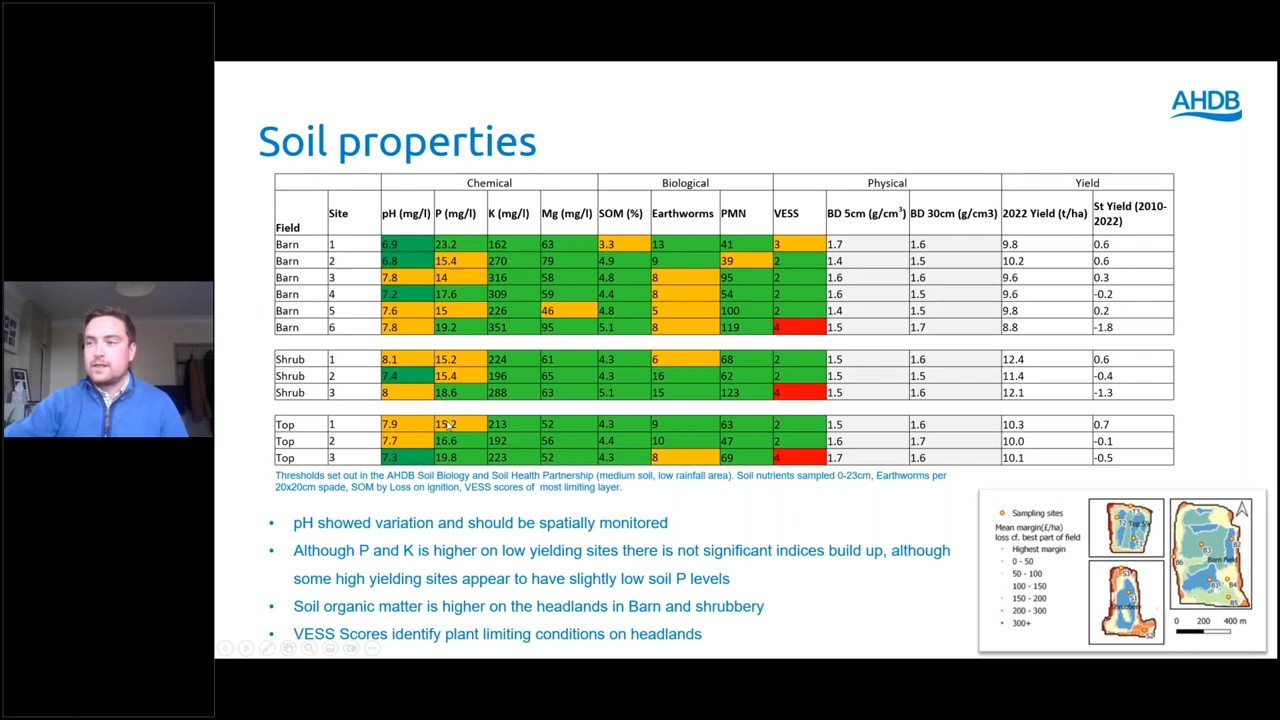 AHDB
Soil properties
Chemical Biological Physical Yield
Field Site pH (mg/l) P (mg/l) K (mg/l) Mg (mg/l) SOM (%) Earthworms PMN VESS BD 5cm (g/cm3) BD 30cm (g/cm3) 2022 Yield (t/ha) St Yield (2010-2022)
Barn 1 6.9 23.2 162 63 3.3 13 41 3 1.7 1.6 9.8 0.6
Barn 2 6.8 15.4 270 79 4.9 9 39 2 1.4 1.5 10.2 0.6
Barn 3 7.8 14 316 58 4.8 8 95 2 1.6 1.6 9.6 0.3
Barn 4 7.2 17.6 309 59 4.4 8 54 2 1.6 1.5 9.6 -0.2
Barn 5 7.6 15 226 46 4.8 5 100 2 1.4 1.5 9.8 0.2
Barn 6 7.8 19.2 351 95 5.1 8 119 4 1.5 1.7 8.8 -1.8
Shrub 1 8.1 15.2 224 61 4.3 6 68 2 1.5 1.6 12.4 0.6
Shrub 2 7.4 15.4 196 65 4.3 16 62 2 1.5 1.6 11.4 -0.4
Shrub 3 8 18.6 288 63 5.1 15 123 4 1.5 1.6 12.1 -1.3
Top 1 7.9 15.2 213 52 4.3 9 63 2 1.5 1.6 10.3 0.7
Top 2 7.7 16.6 192 56 4.4 10 47 2 1.6 1.7 10.0 -0.1
Top 3 7.3 19.8 223 52 4.3 8 69 4 1.7 1.6 10.1 -0.5
Thresholds set out in the AHDB Soil Biology and Soil Health Partnership (medium soil, low rainfall area). Soil nutrients sampled 0-23cm, Earthworms per
20x20cm spade, SOM by Loss on ignition, VESS scores of most limiting layer.
• pH showed variation and should be spatially monitored
• Although P and K is higher on low yielding sites there is not significant indices build up, although
some high yielding sites appear to have slightly low soil P levels
• Soil organic matter is higher on the headlands in Barn and shrubbery
• VESS Scores identify plant limiting conditions on headlands
Sampling sites
Mean margin(£/ha)
loss cf. best part of field
Highest margin
0 - 50
50 - 100
100 - 150
150 - 200
200 - 300
300+
Barn Field
B3
B2
B6
B1
B4
B5
0 200 400 m